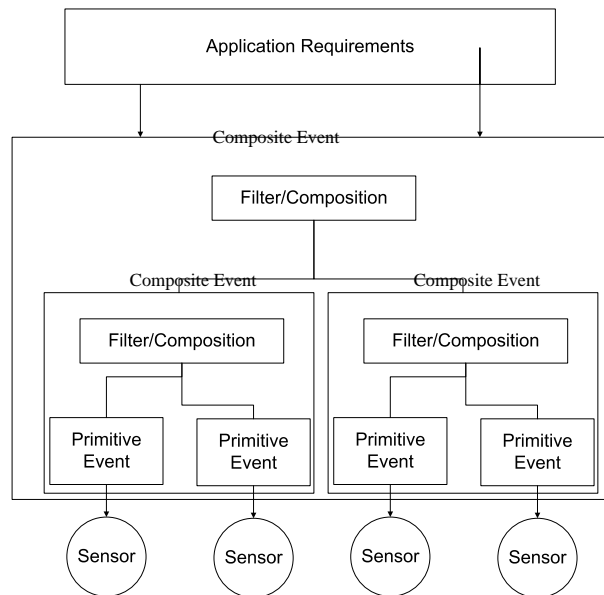 Application Requirements
Composite Event
Filter/Composition
Composite Event
Composite Event
Filter/Composition
Filter/Composition
Primitive
Event
Primitive
Event
Primitive
Event
Primitive
Event
Sensor
Sensor
Sensor
Sensor